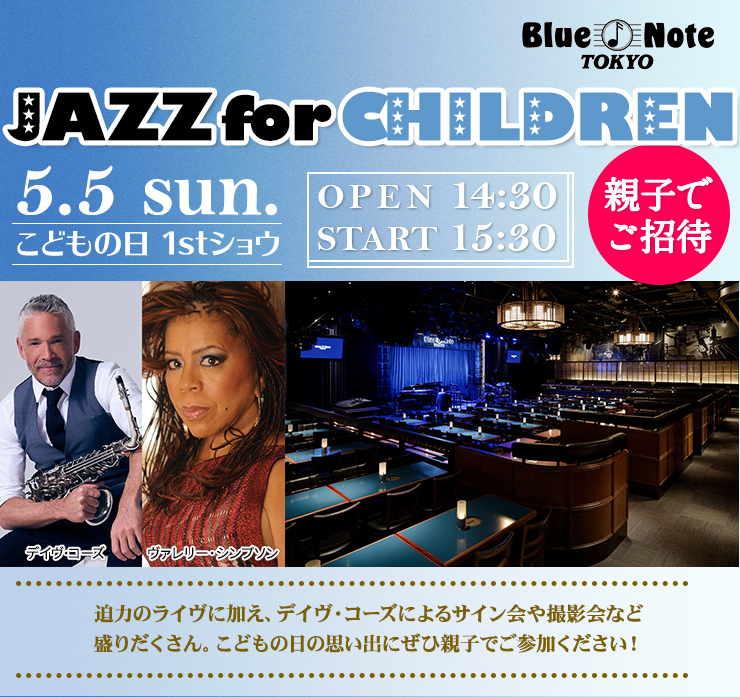 Blue Note
TOKYO
JAZZ for CHILDREN
5.5 sun.
こどもの日 1stショウ
OPEN 14:30
START 15:30
親子で
ご招待
Blue Note
TOKYO
デイヴ・コーズ
ヴァレリー・シンプソン
迫力のライヴに加え、デイヴ・コーズによるサイン会や撮影会など
盛りだくさん。こどもの日の思い出にぜひ親子でご参加ください！